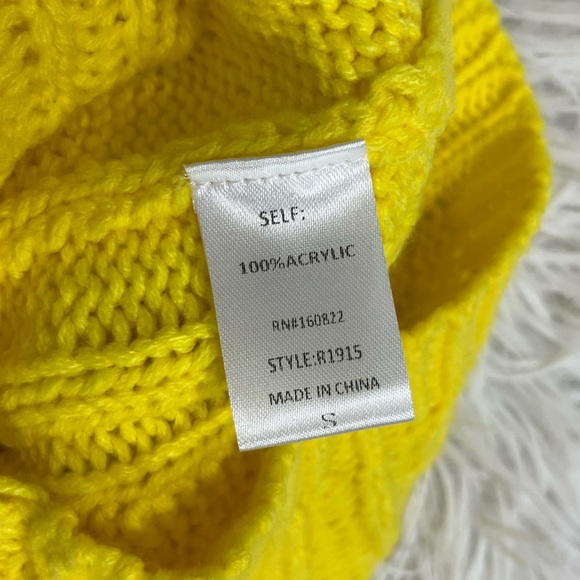 SELF:
100%ACRYLIC
RN#160822
STYLE:R1915
MADE IN CHINA
S